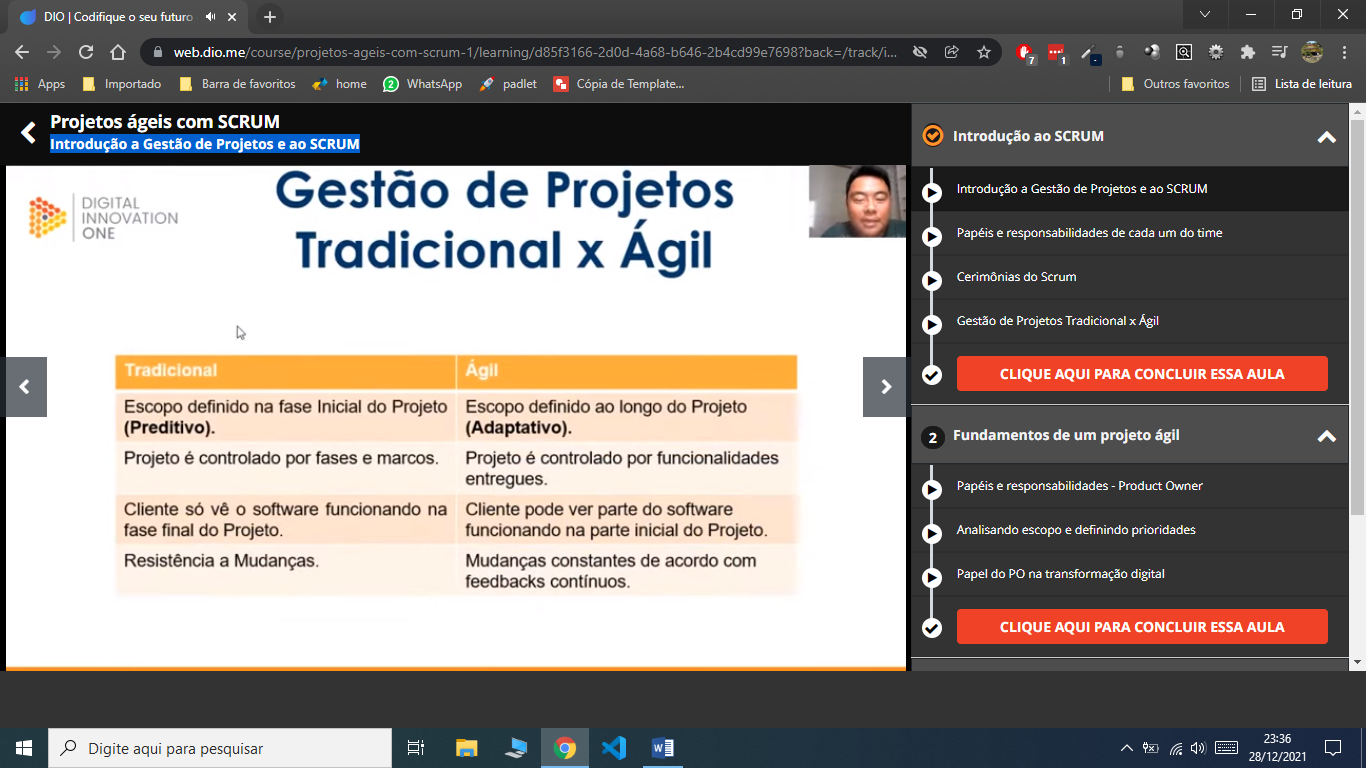 DIO | Codifique o seu futuro
web.dio.me/course/projetos-ageis-com-scrum-1/learning/d85f3166-2d0d-4a68-b646-2b4cd99e7698?back=/track/i...
7
1
Apps
Importado
Barra de favoritos
home
2
WhatsApp
padlet
Cópia de Template...
Outros favoritos
Lista de leitura
Projetos ágeis com SCRUM
Introdução a Gestão de Projetos e ao SCRUM
DIGITAL
INNOVATION
ONE
Gestão de Projetos
Tradicional x Ágil
Tradicional
Ágil
Escopo definido na fase Inicial do Projeto
(Preditivo).
Escopo definido ao longo do Projeto
(Adaptativo).
Projeto é controlado por fases e marcos.
Projeto é controlado por funcionalidades
entregues.
Cliente só vê o software funcionando na
fase final do Projeto.
Cliente pode ver parte do software
funcionando na parte inicial do Projeto.
Resistência a Mudanças.
Mudanças constantes de acordo com
feedbacks contínuos.
Introdução ao SCRUM
Introdução a Gestão de Projetos e ao SCRUM
Papéis e responsabilidades de cada um do time
Cerimônias do Scrum
Gestão de Projetos Tradicional x Ágil
CLIQUE AQUI PARA CONCLUIR ESSA AULA
2
Fundamentos de um projeto ágil
Papéis e responsabilidades - Product Owner
Analisando escopo e definindo prioridades
Papel do PO na transformação digital
CLIQUE AQUI PARA CONCLUIR ESSA AULA
Digite aqui para pesquisar
23:36
28/12/2021